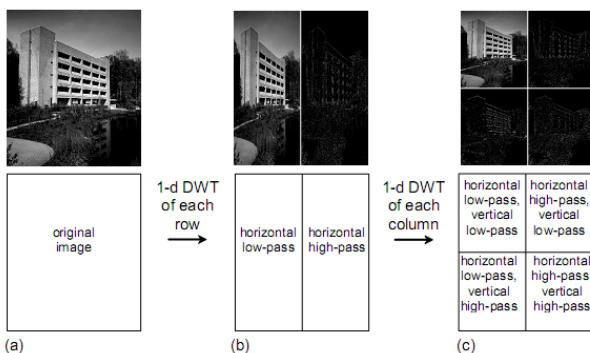 original
image
1-d DWT
of each
row
horizontal
low-pass
horizontal
high-pass
1-d DWT
of each
column
horizontal
low-pass,
vertical
low-pass
horizontal
high-pass,
vertical
low-pass
horizontal
low-pass,
vertical
high-pass
horizontal
high-pass,
vertical
high-pass
(a)
(b)
(c)